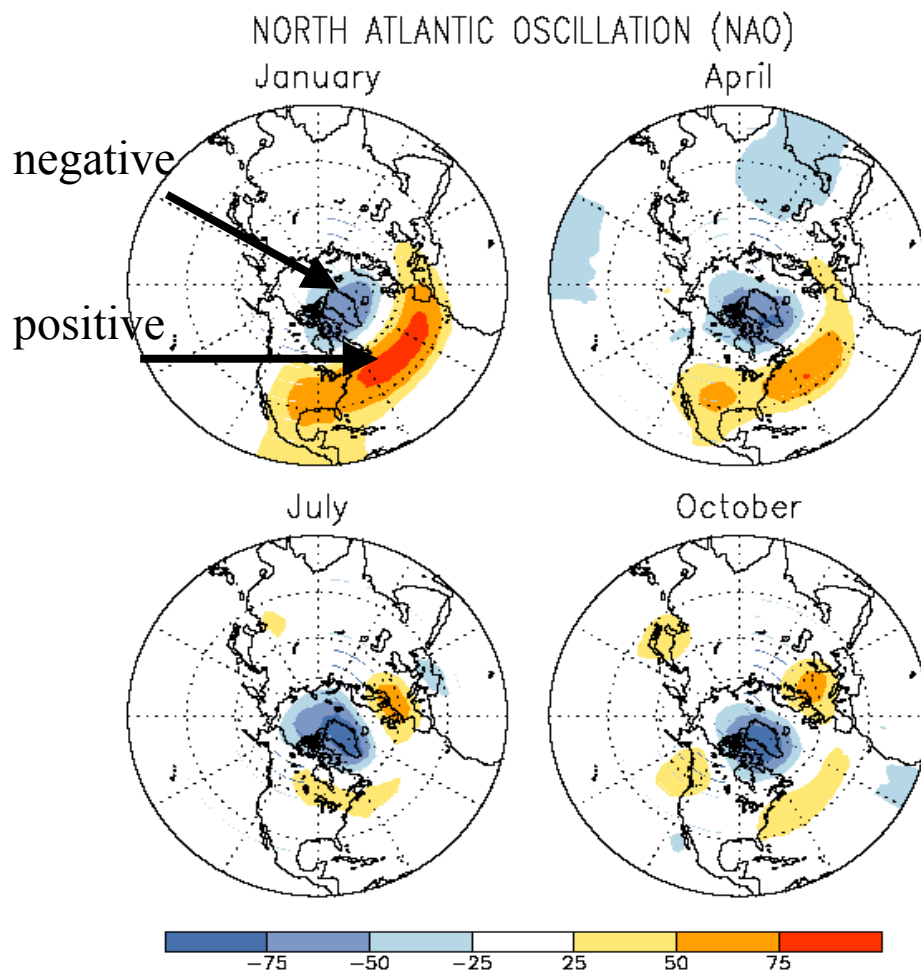 NORTH ATLANTIC OSCILLATION (NAO)
January
April
negative
positive
July
October
-75 -50 -25 25 50 75